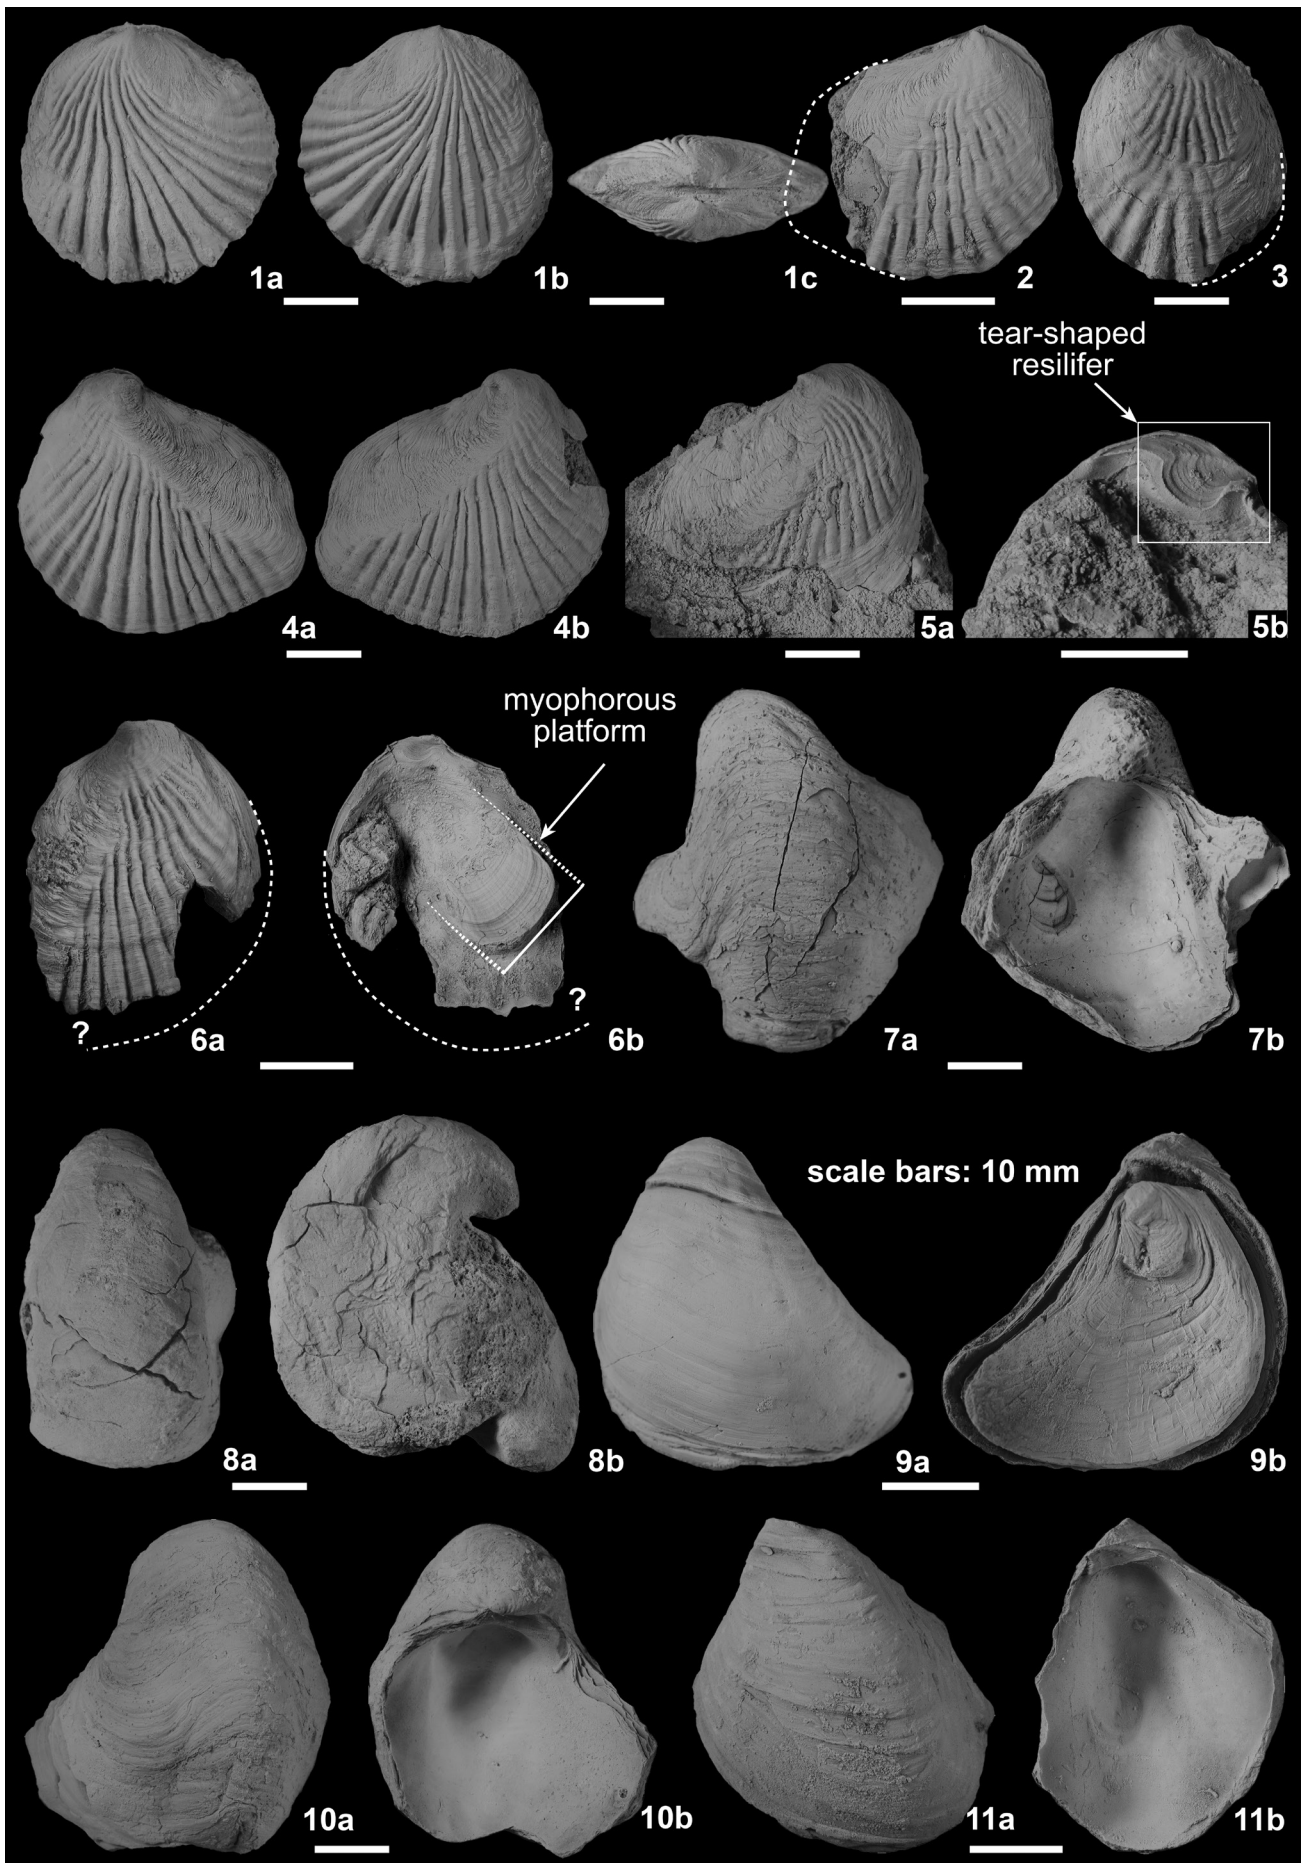 1a
1b
1c
2
3
tear-shaped
resilifer
4a
4b
5a
5b
myophorous
platform
?
6a
?
6b
7a
7b
scale bars: 10 mm
8a
8b
9a
9b
10a
10b
11a
11b